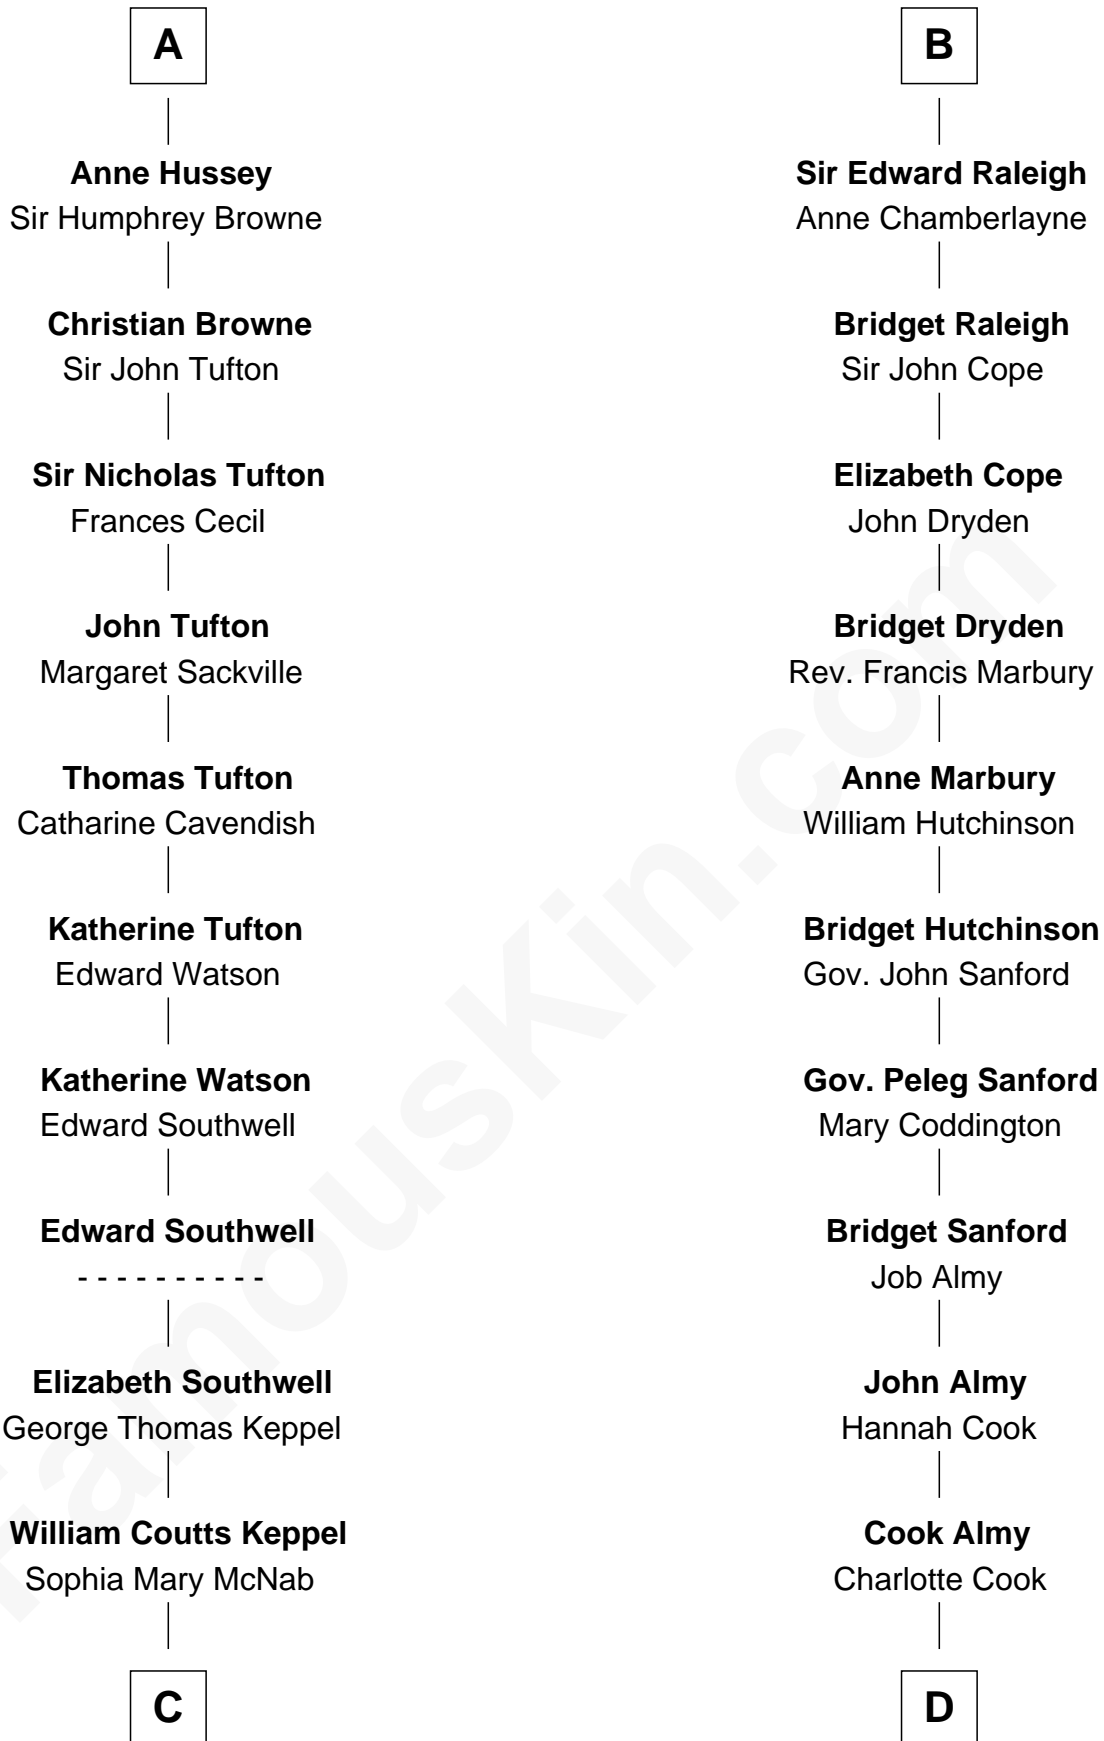 A
Anne Hussey
Sir Humphrey Browne
Christian Browne
Sir John Tufton
Sir Nicholas Tufton
Frances Cecil
John Tufton
Margaret Sackville
Thomas Tufton
Catharine Cavendish
Katherine Tufton
Edward Watson
Katherine Watson
Edward Southwell
Edward Southwell
- - - - - - - - - -
Elizabeth Southwell
George Thomas Keppel
William Coutts Keppel
Sophia Mary McNab
C
B
Sir Edward Raleigh
Anne Chamberlayne
Bridget Raleigh
Sir John Cope
Elizabeth Cope
John Dryden
Bridget Dryden
Rev. Francis Marbury
Anne Marbury
William Hutchinson
Bridget Hutchinson
Gov. John Sanford
Gov. Peleg Sanford
Mary Coddington
Bridget Sanford
Job Almy
John Almy
Hannah Cook
Cook Almy
Charlotte Cook
D
FamousKin.com